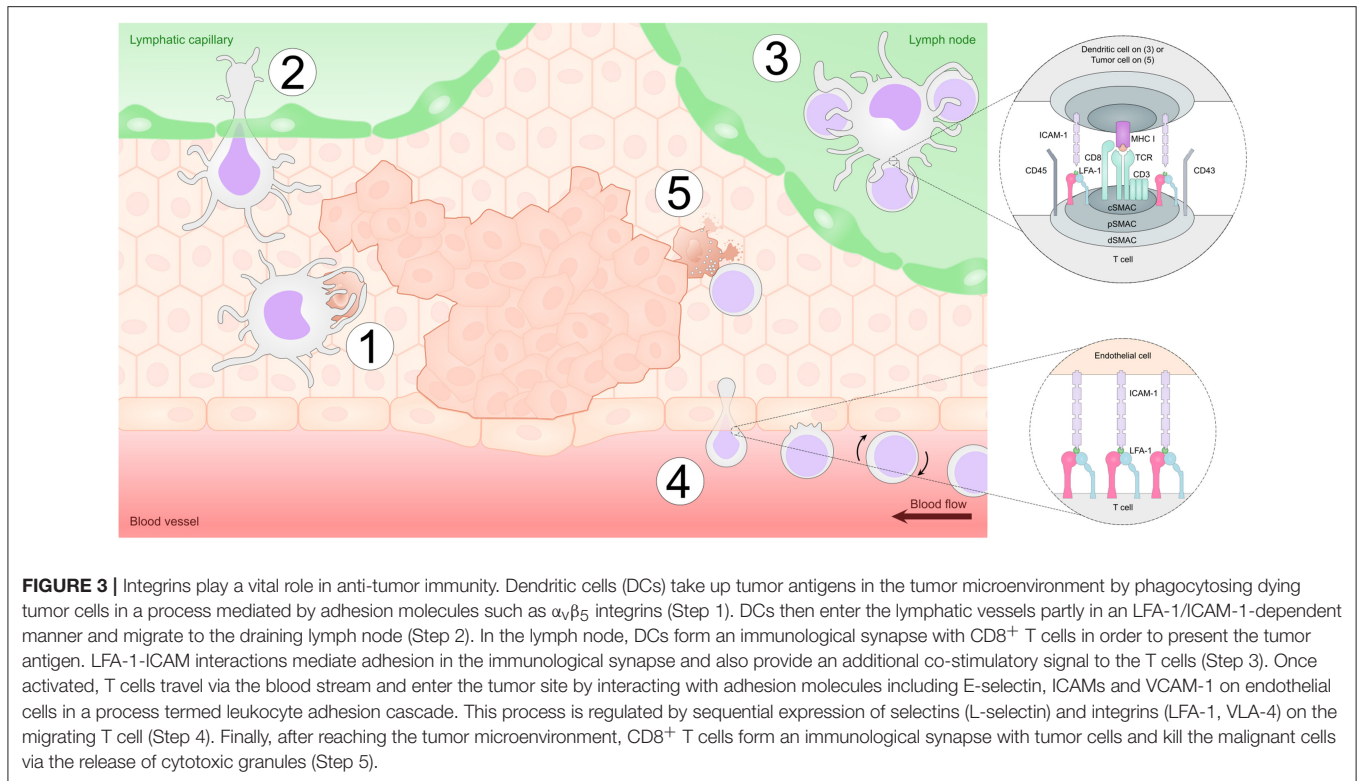 Lymphatic capillary
2
3
Lymph node
5
1
4
Blood vessel
Blood flow
Dendritic cell on (3) or
Tumor cell on (5)
ICAM-1
MHC I
CD8
TCR
CD45
LFA-1
CD3
CD43
cSMAC
pSMAC
dSMAC
T cell
Endothelial cell
ICAM-1
LFA-1
T cell
FIGURE 3 | Integrins play a vital role in anti-tumor immunity. Dendritic cells (DCs) take up tumor antigens in the tumor microenvironment by phagocytosing dying
tumor cells in a process mediated by adhesion molecules such as αvβ5 integrins (Step 1). DCs then enter the lymphatic vessels partly in an LFA-1/ICAM-1-dependent
manner and migrate to the draining lymph node (Step 2). In the lymph node, DCs form an immunological synapse with CD8+ T cells in order to present the tumor
antigen. LFA-1-ICAM interactions mediate adhesion in the immunological synapse and also provide an additional co-stimulatory signal to the T cells (Step 3). Once
activated, T cells travel via the blood stream and enter the tumor site by interacting with adhesion molecules including E-selectin, ICAMs and VCAM-1 on endothelial
cells in a process termed leukocyte adhesion cascade. This process is regulated by sequential expression of selectins (L-selectin) and integrins (LFA-1, VLA-4) on the
migrating T cell (Step 4). Finally, after reaching the tumor microenvironment, CD8+ T cells form an immunological synapse with tumor cells and kill the malignant cells
via the release of cytotoxic granules (Step 5).